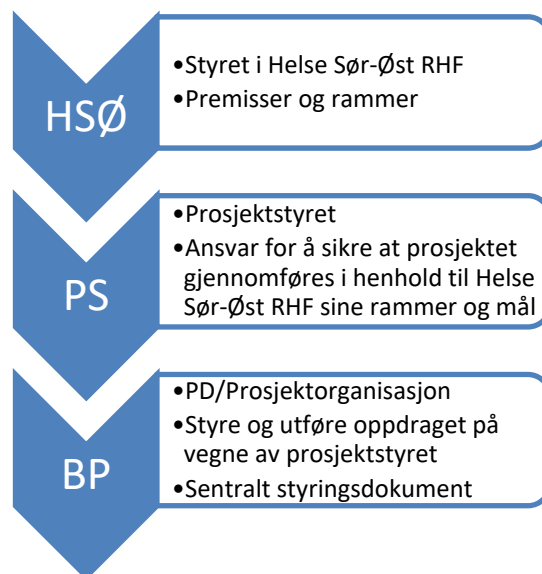 HSØ
•Styret i Helse Sør-Øst RHF
•Premisser og rammer
PS
•Prosjektstyret
•Ansvar for å sikre at prosjektet
gjennomføres i henhold til Helse
Sør-Øst RHF sine rammer og mål
BP
•PD/Prosjektorganisasjon
•Styre og utføre oppdraget på
vegne av prosjektstyret
•Sentralt styringsdokument